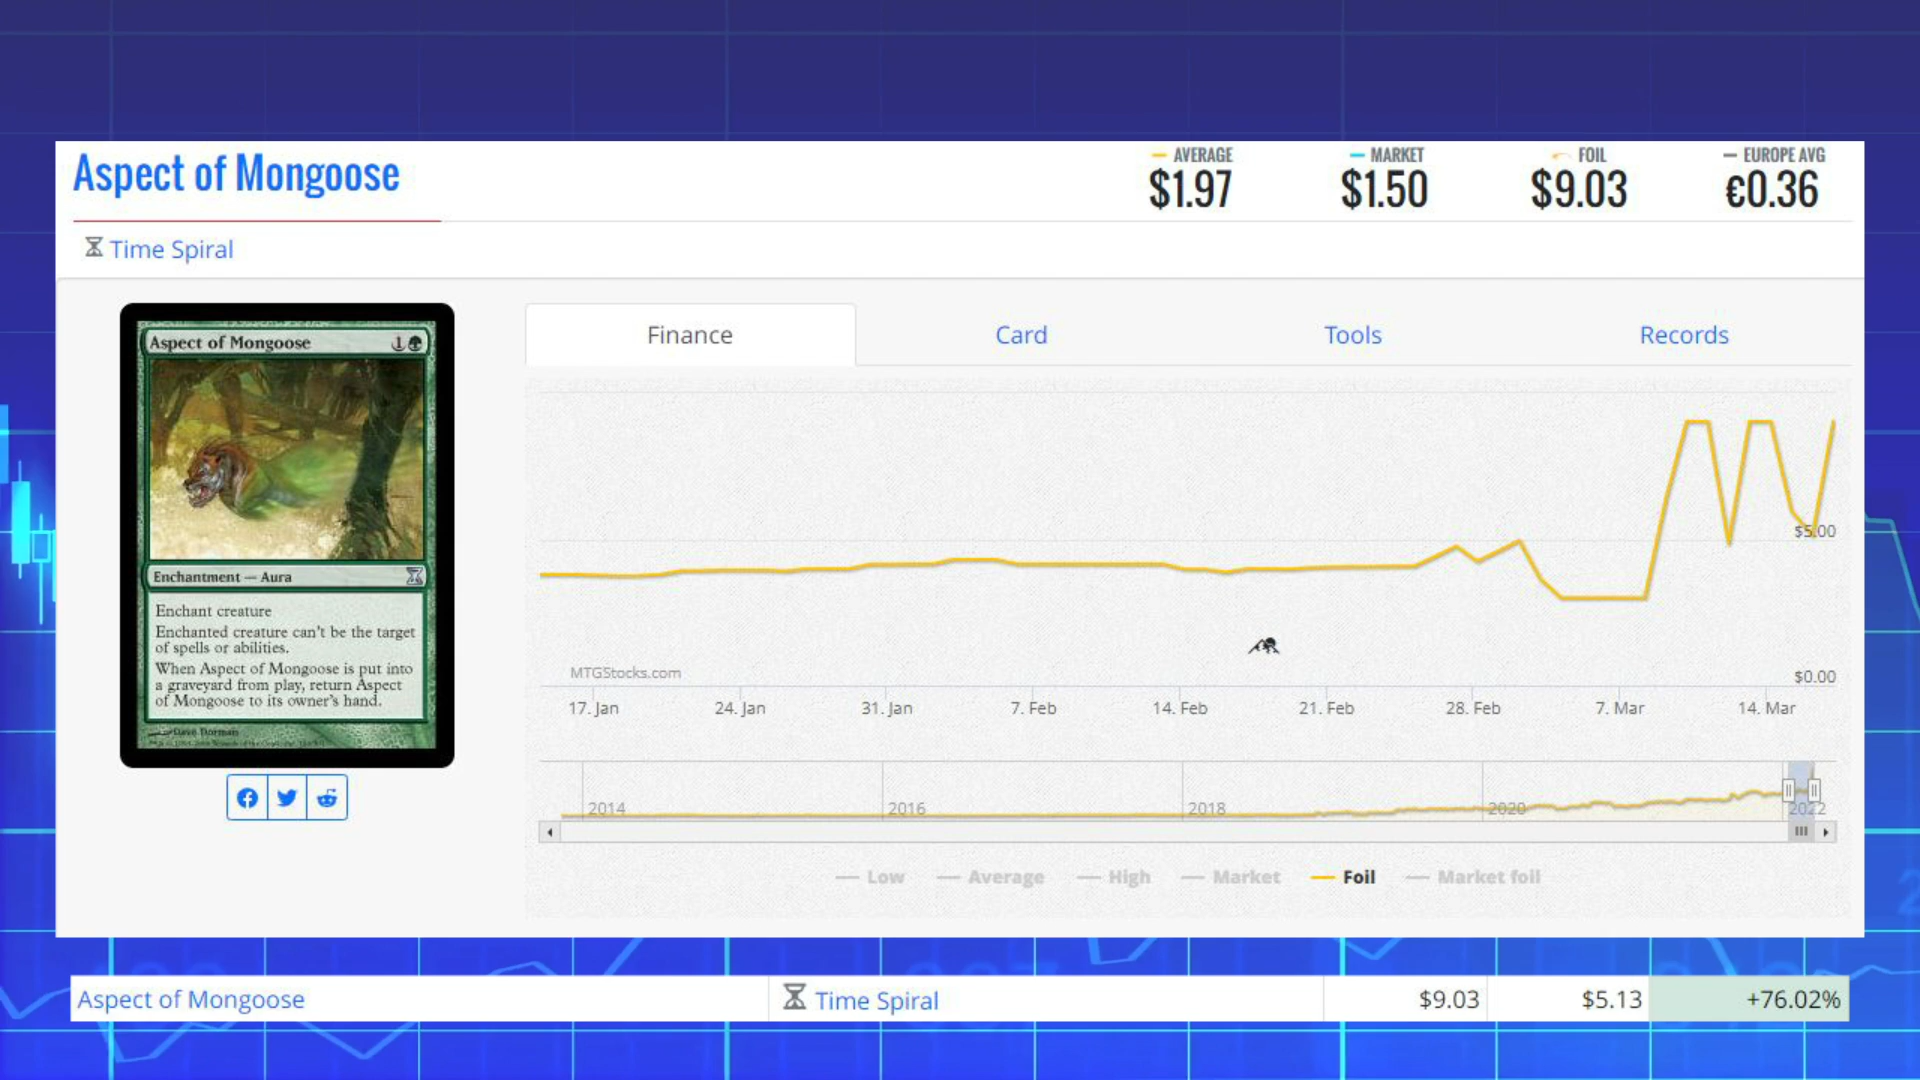 Aspect of Mongoose
AVERAGE
$1.97
MARKET
$1.50
FOIL
$9.03
EUROPE AVG
€0.36
Time Spiral
Aspect of Mongoose 1
Enchantment — Aura
Enchant creature
Enchanted creature can't be the target
of spells or abilities.
When Aspect of Mongoose is put into
a graveyard from play, return Aspect
of Mongoose to its owner's hand.
Dave Dorman
Finance Card Tools Records
$5.00
$0.00
MTGStocks.com
17. Jan 24. Jan 31. Jan 7. Feb 14. Feb 21. Feb 28. Feb 7. Mar 14. Mar
2014 2016 2018 2020 2022
Low Average High Market Foil Market foil
Aspect of Mongoose Time Spiral $9.03 $5.13 +76.02%